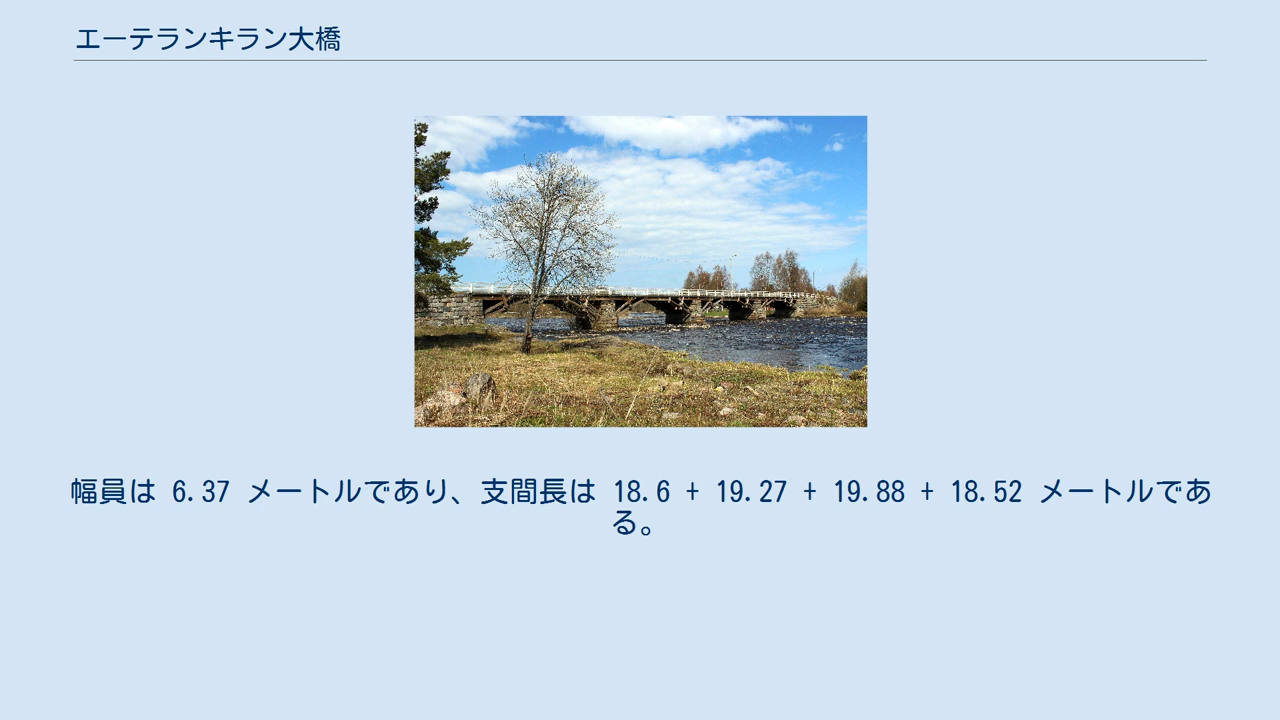 エーテランキラン大橋
幅員は 6.37 メートルであり、支間長は 18.6 + 19.27 + 19.88 + 18.52 メートルであ
る。